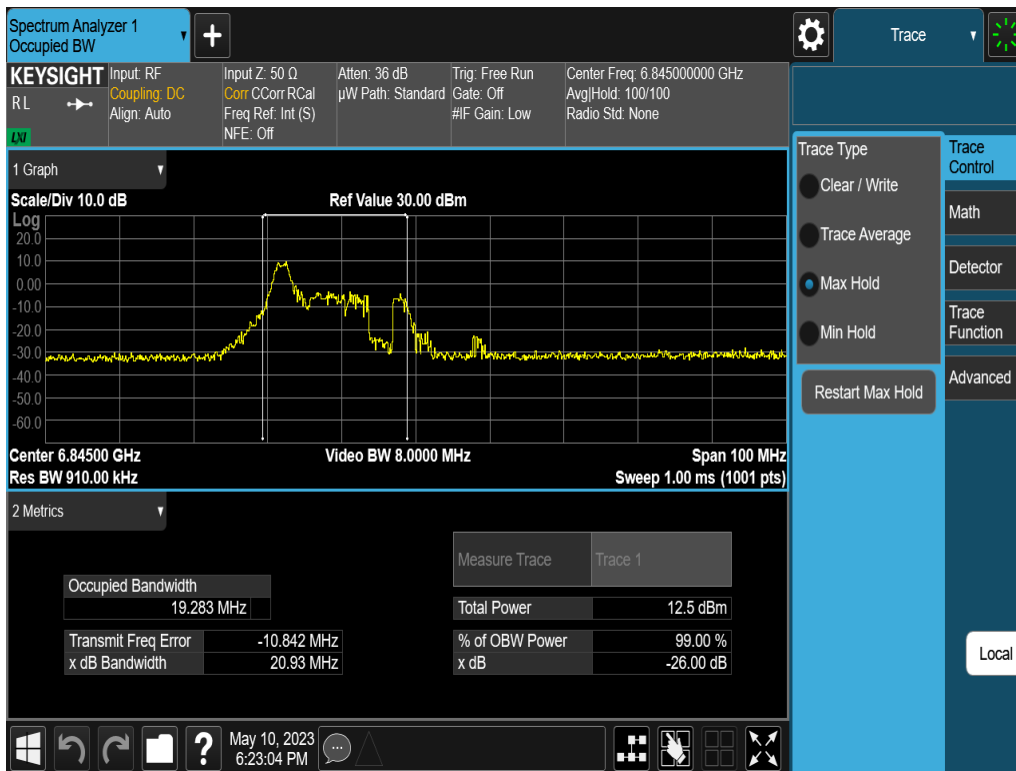 Spectrum Analyzer 1
Occupied BW
+
Trace
KEYSIGHT
RL
LXI
Input: RF
Coupling: DC
Align: Auto
Input Z: 50 Ω
Corr CCorr RCal
Freq Ref: Int (S)
NFE: Off
Atten: 36 dB
µW Path: Standard
Trig: Free Run
Gate: Off
#IF Gain: Low
Center Freq: 6.845000000 GHz
Avg|Hold: 100/100
Radio Std: None
1 Graph
Scale/Div 10.0 dB
Ref Value 30.00 dBm
Log
20.0
10.0
0.00
-10.0
-20.0
-30.0
-40.0
-50.0
-60.0
Center 6.84500 GHz
Video BW 8.0000 MHz
Span 100 MHz
Res BW 910.00 kHz
Sweep 1.00 ms (1001 pts)
2 Metrics
Measure Trace Trace 1
Occupied Bandwidth
19.283 MHz
Total Power 12.5 dBm
Transmit Freq Error -10.842 MHz
% of OBW Power 99.00 %
x dB Bandwidth 20.93 MHz
x dB -26.00 dB
Trace Type
Clear / Write
Trace Average
Max Hold
Min Hold
Restart Max Hold
Trace
Control
Math
Detector
Trace
Function
Advanced
Local
?
May 10, 2023
6:23:04 PM